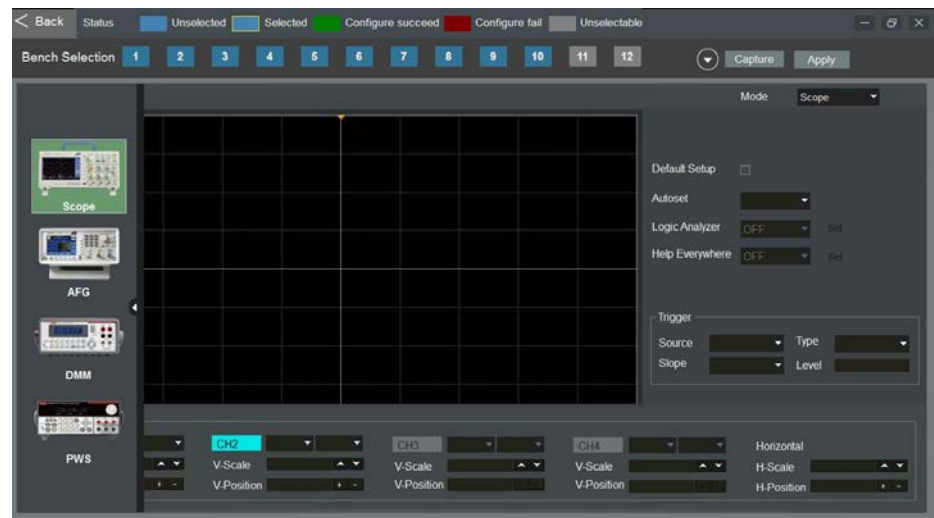 < Back Status Unselected Selected Configure succeed Configure fail Unselectable
Bench Selection 1 2 3 4 5 6 7 8 9 10 11 12 Capture Apply
Mode Scope
Scope
AFG
DMM
PWS
Default Setup
Autoset
Logic Analyzer OFF Set
Help Everywhere OFF Set
Trigger
Source Type
Slope Level
CH2 CH3 CH4 Horizontal
V-Scale V-Scale V-Scale H-Scale
V-Position V-Position V-Position H-Position